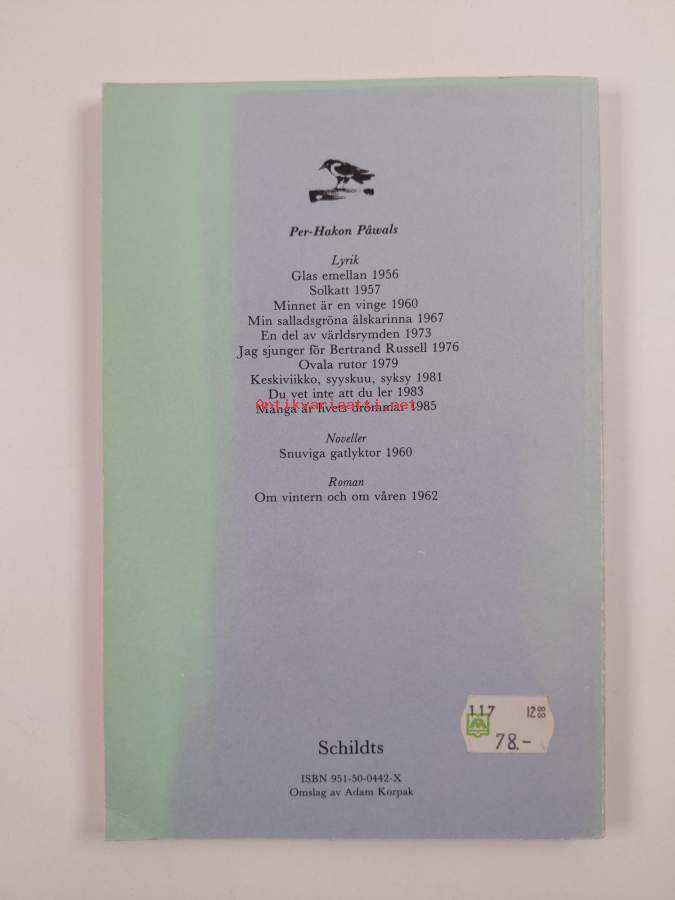 Per-Hakon Påwals
Lyrik
Glas emellan 1956
Solkatt 1957
Minnet är en vinge 1960
Min salladsgröna älskarinna 1967
En del av världsrymden 1973
Jag sjunger för Bertrand Russell 1976
Ovala rutor 1979
Keskiviikko, syyskuu, syksy 1981
Du vet inte att du ler 1983
Antikvariaatti.net
Många är livets drömmar 1985
Noveller
Snuviga gatlyktor 1960
Roman
Om vintern och om våren 1962
117 12 88
78.-
Schildts
ISBN 951-50-0442-X
Omslag av Adam Korpak